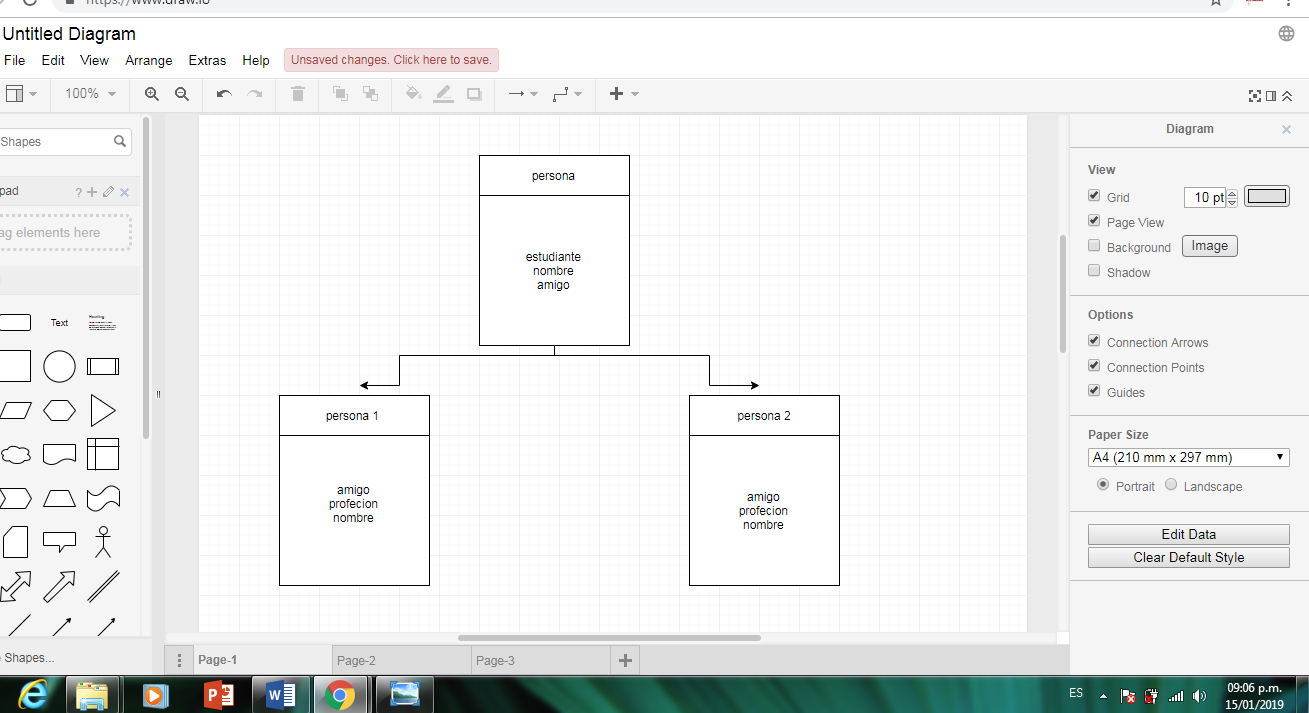 https://www.draw.io
Untitled Diagram
File Edit View Arrange Extras Help Unsaved changes. Click here to save.
100%
Shapes
pad ?
ag elements here
Text
Heading
persona
estudiante
nombre
amigo
persona 1
amigo
profecion
nombre
persona 2
amigo
profecion
nombre
Diagram
View
Grid 10 pt
Page View
Background Image
Shadow
Options
Connection Arrows
Connection Points
Guides
Paper Size
A4 (210 mm x 297 mm)
Portrait Landscape
Edit Data
Clear Default Style
Shapes...
Page-1 Page-2 Page-3
ES
09:06 p.m.
15/01/2019